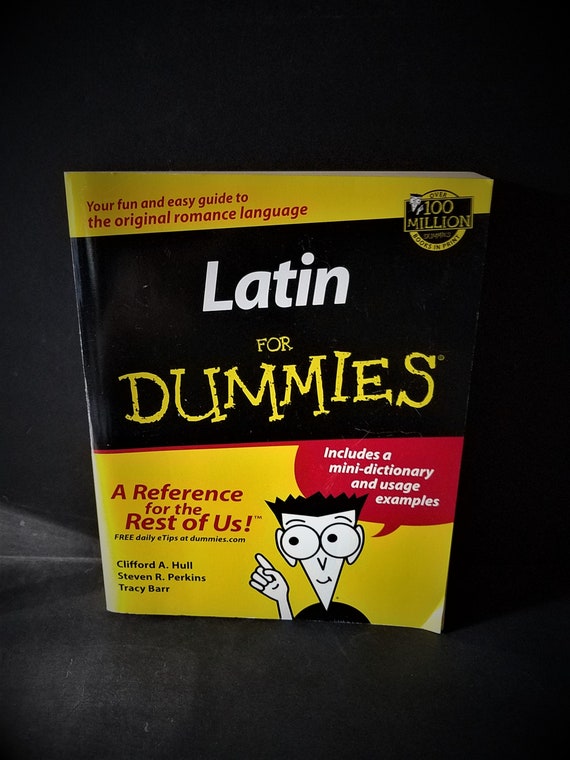 Your fun and easy guide to
the original romance language
OVER
100
MILLION
DUMMIES
BOOKS IN PRINT
Latin
FOR
DUMMIES®
Includes a
mini-dictionary
and usage
examples
A Reference
for the
Rest of Us!™
FREE daily eTips at dummies.com
Clifford A. Hull
Steven R. Perkins
Tracy Barr